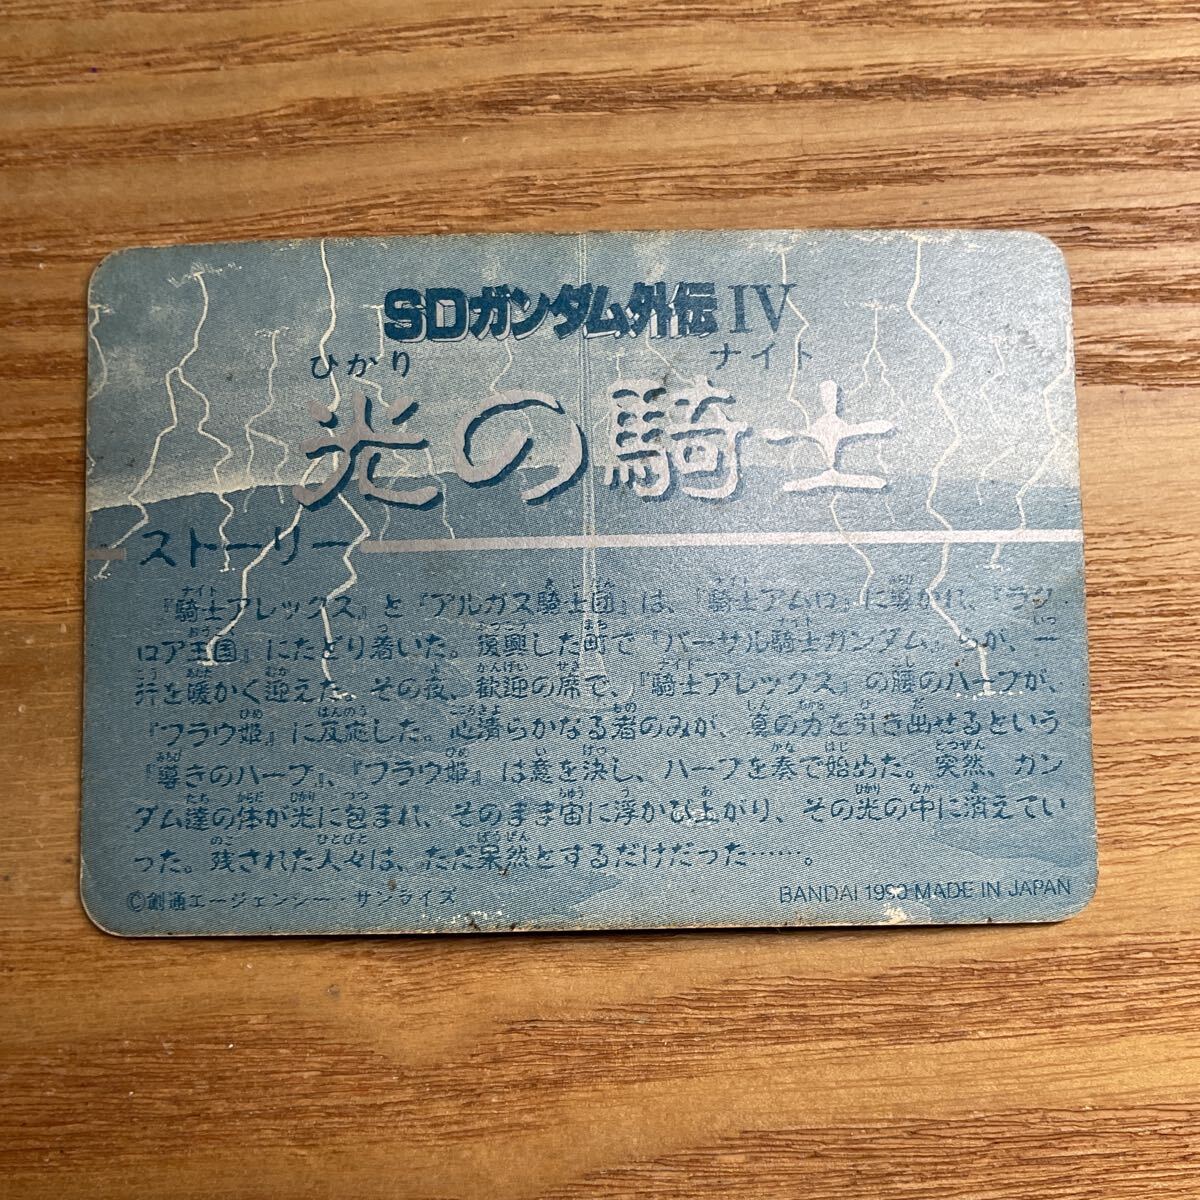 SDガンダム外伝IV
ひかり ナイト
光の騎士
ストーリー
『騎士アレックス』と『アルガス騎士団』は、『騎士アムロ』に導かれ、『ラク
ロア王国』にたどり着いた。復興した町で『バーサル騎士ガンダム』らが、一
行を暖かく迎えた。その夜、歓迎の席で、『騎士アレックス』の腰のハープが、
『フラウ姫』に反応した。心清らかなる者のみが、真の力を引き出せるという
『導きのハープ』、『フラウ姫』は意を決し、ハープを奏で始めた。突然、ガン
ダム達の体が光に包まれ、そのまま宙に浮かび上がり、その光の中に消えてい
った。残された人々は、ただ呆然とするだけだった……。
©創通エージェンシー・サンライズ
BANDAI 1990 MADE IN JAPAN